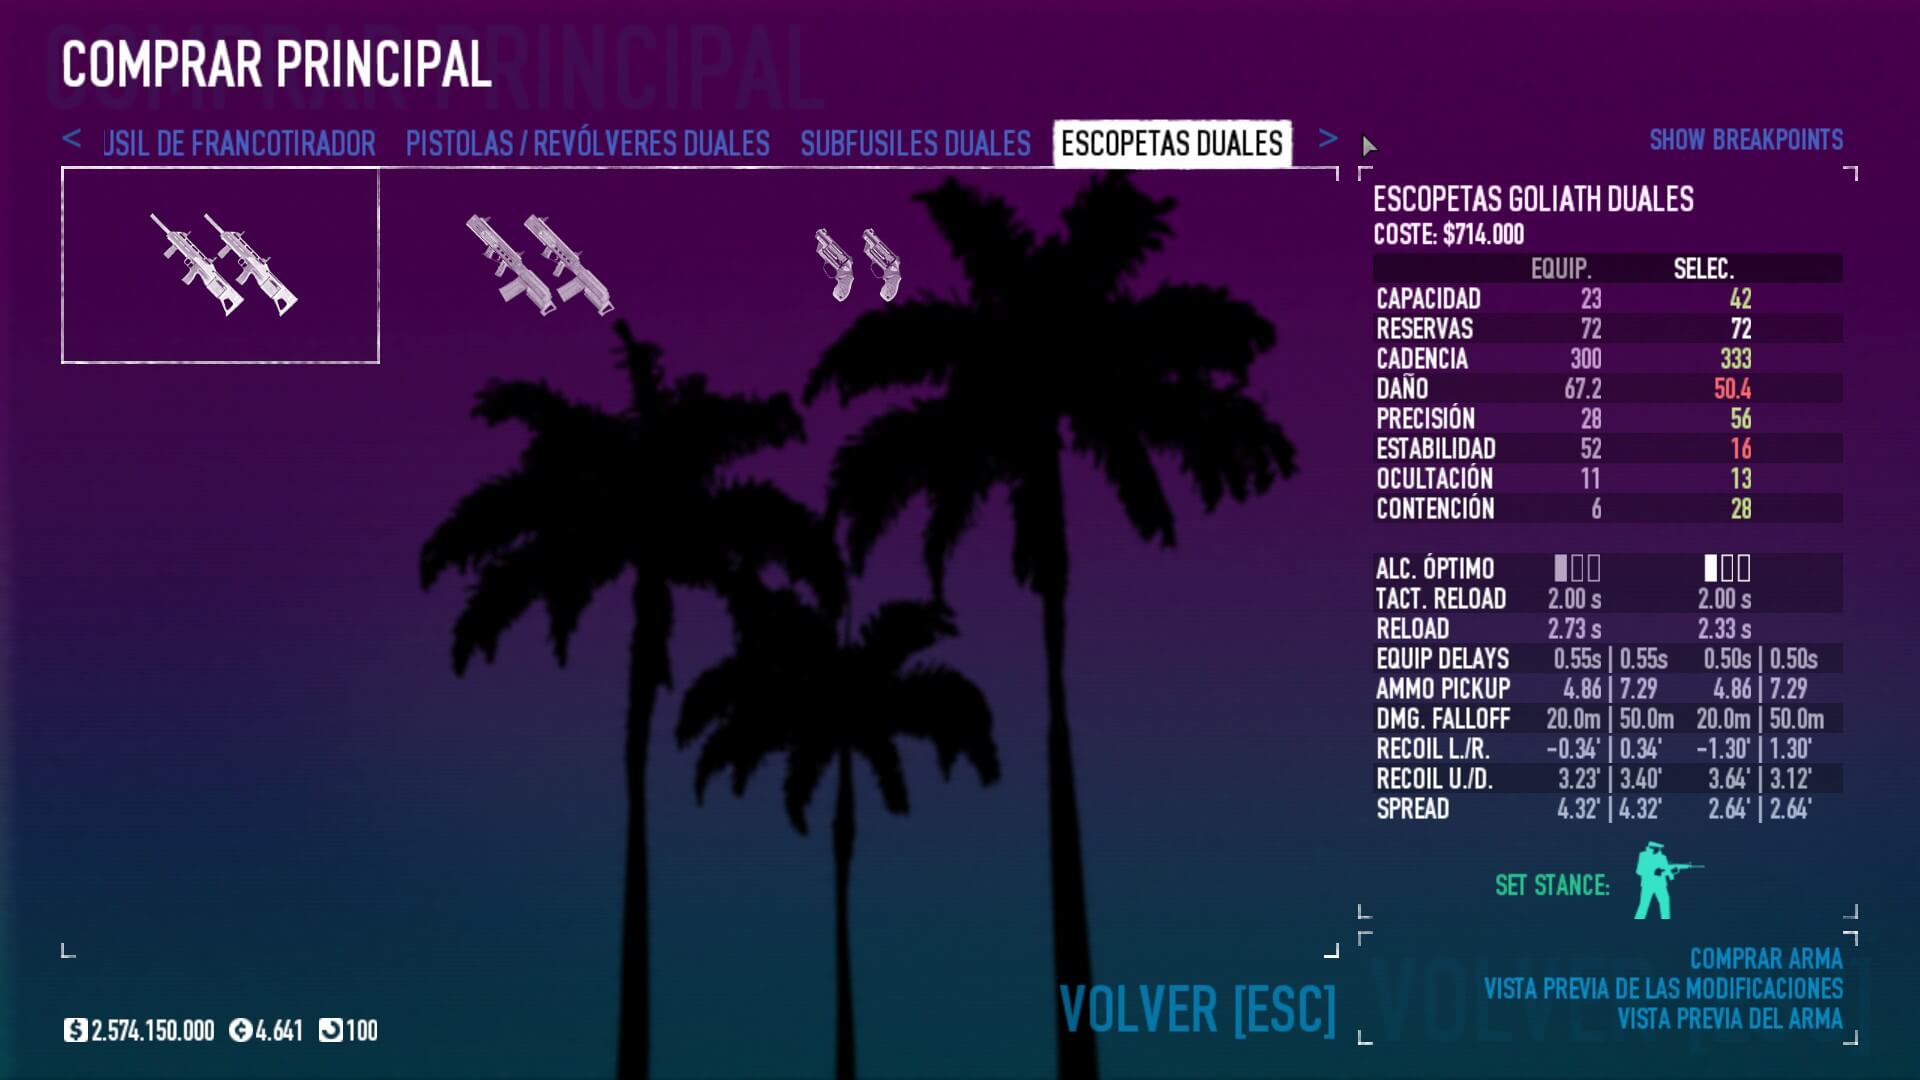 COMPRAR PRINCIPAL
< USIL DE FRANCOTIRADOR PISTOLAS / REVÓLVERES DUALES SUBFUSILES DUALES ESCOPETAS DUALES >
SHOW BREAKPOINTS
ESCOPETAS GOLIATH DUALES
COSTE: $714.000
EQUIP. SELEC.
CAPACIDAD 23 42
RESERVAS 72 72
CADENCIA 300 333
DAÑO 67.2 50.4
PRECISIÓN 28 56
ESTABILIDAD 52 16
OCULTACIÓN 11 13
CONTENCIÓN 6 28
ALC. ÓPTIMO
TACT. RELOAD 2.00 s 2.00 s
RELOAD 2.73 s 2.33 s
EQUIP DELAYS 0.55s | 0.55s 0.50s | 0.50s
AMMO PICKUP 4.86 | 7.29 4.86 | 7.29
DMG. FALLOFF 20.0m | 50.0m 20.0m | 50.0m
RECOIL L./R. -0.34' | 0.34' -1.30' | 1.30'
RECOIL U./D. 3.23' | 3.40' 3.64' | 3.12'
SPREAD 4.32' | 4.32' 2.64' | 2.64'
SET STANCE:
COMPRAR ARMA
VISTA PREVIA DE LAS MODIFICACIONES
VISTA PREVIA DEL ARMA
VOLVER [ESC]
$ 2.574.150.000 4.641 100